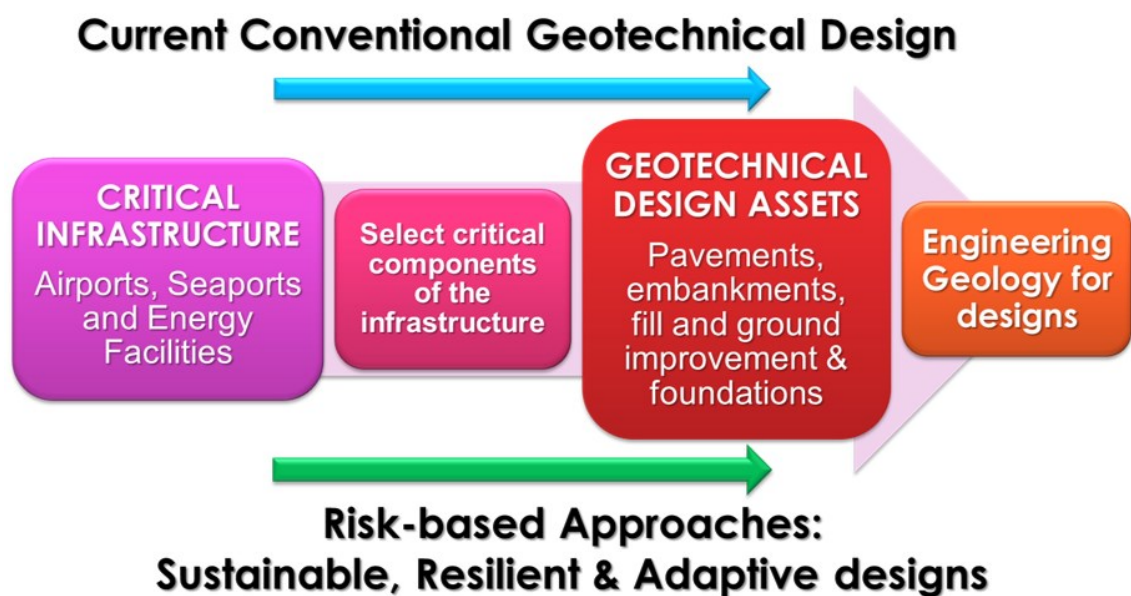 Current Conventional Geotechnical Design
CRITICAL
INFRASTRUCTURE
Airports, Seaports
and Energy
Facilities
Select critical
components
of the
infrastructure
GEOTECHNICAL
DESIGN ASSETS
Pavements,
embankments,
fill and ground
improvement &
foundations
Engineering
Geology for
designs
Risk-based Approaches:
Sustainable, Resilient & Adaptive designs